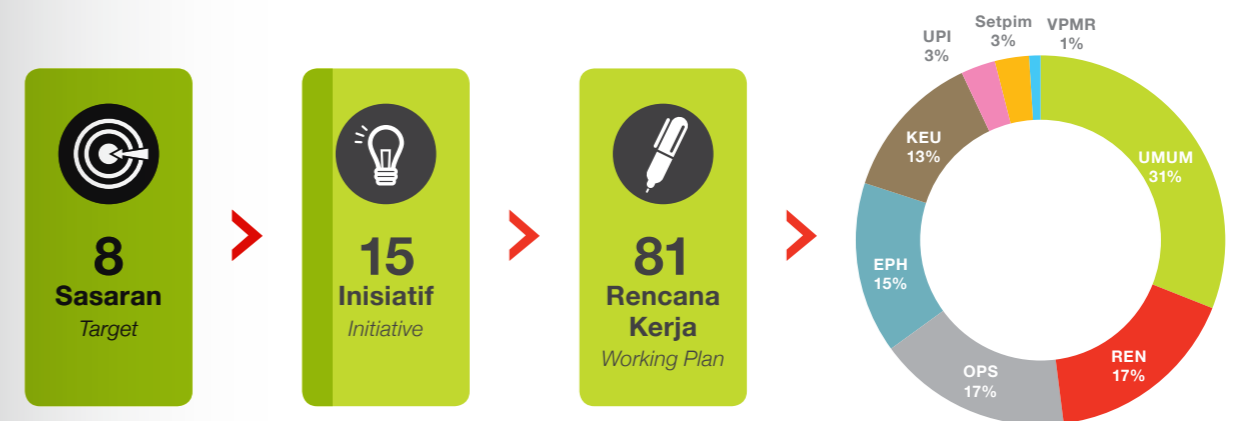 8
Sasaran
Target
15
Inisiatif
Initiative
81
Rencana
Kerja
Working Plan
UPI
3%
Setpim
3%
VPMR
1%
KEU
13%
UMUM
31%
EPH
15%
OPS
17%
REN
17%